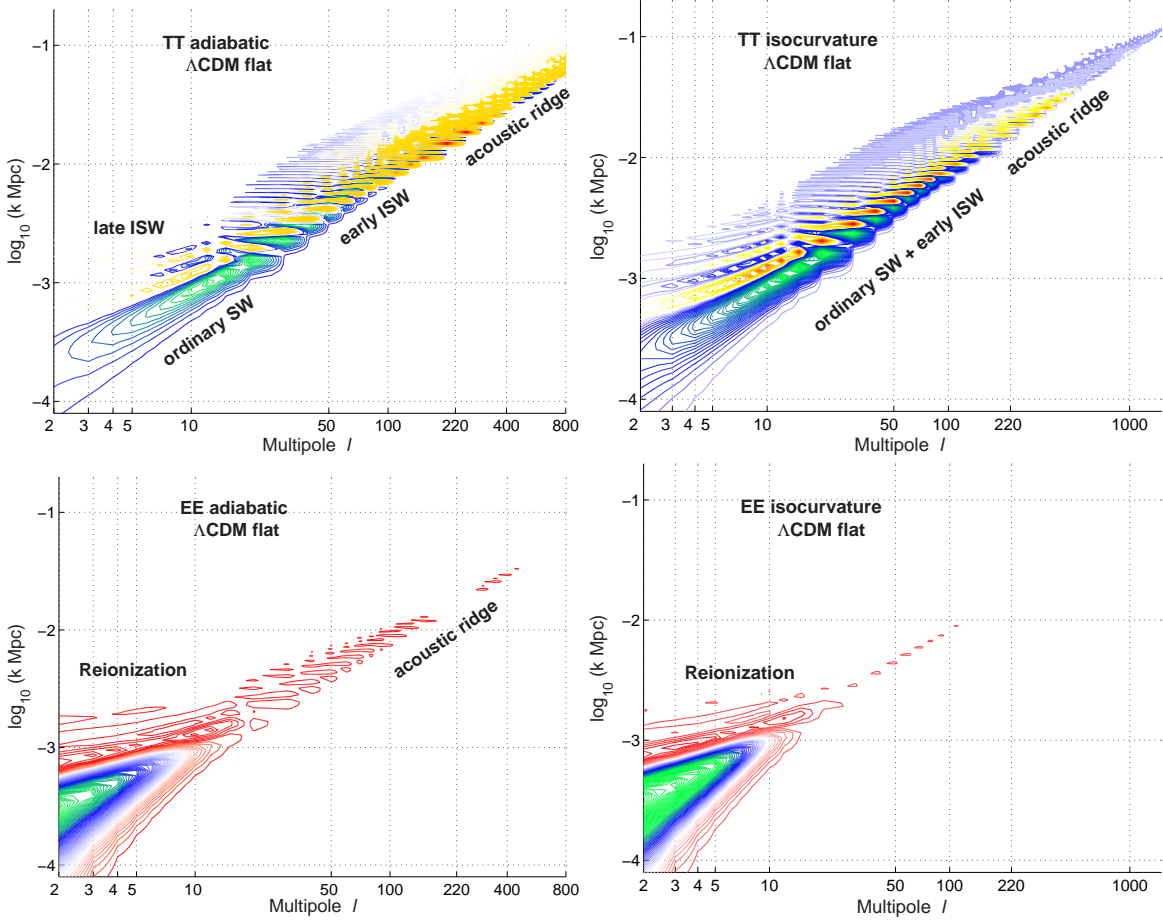 TT adiabatic
ΛCDM flat
late ISW
ordinary SW
early ISW
acoustic ridge
log10 (k Mpc)
−1
−2
−3
−4
2 3 4 5 10 50 100 220 400 800
Multipole l
TT isocurvature
ΛCDM flat
acoustic ridge
ordinary SW + early ISW
log10 (k Mpc)
−1
−2
−3
−4
2 3 4 5 10 50 100 220 1000
Multipole l
EE adiabatic
ΛCDM flat
Reionization
acoustic ridge
log10 (k Mpc)
−1
−2
−3
−4
2 3 4 5 10 50 100 220 400 800
Multipole l
EE isocurvature
ΛCDM flat
Reionization
log10 (k Mpc)
−1
−2
−3
−4
2 3 4 5 10 50 100 220 1000
Multipole l